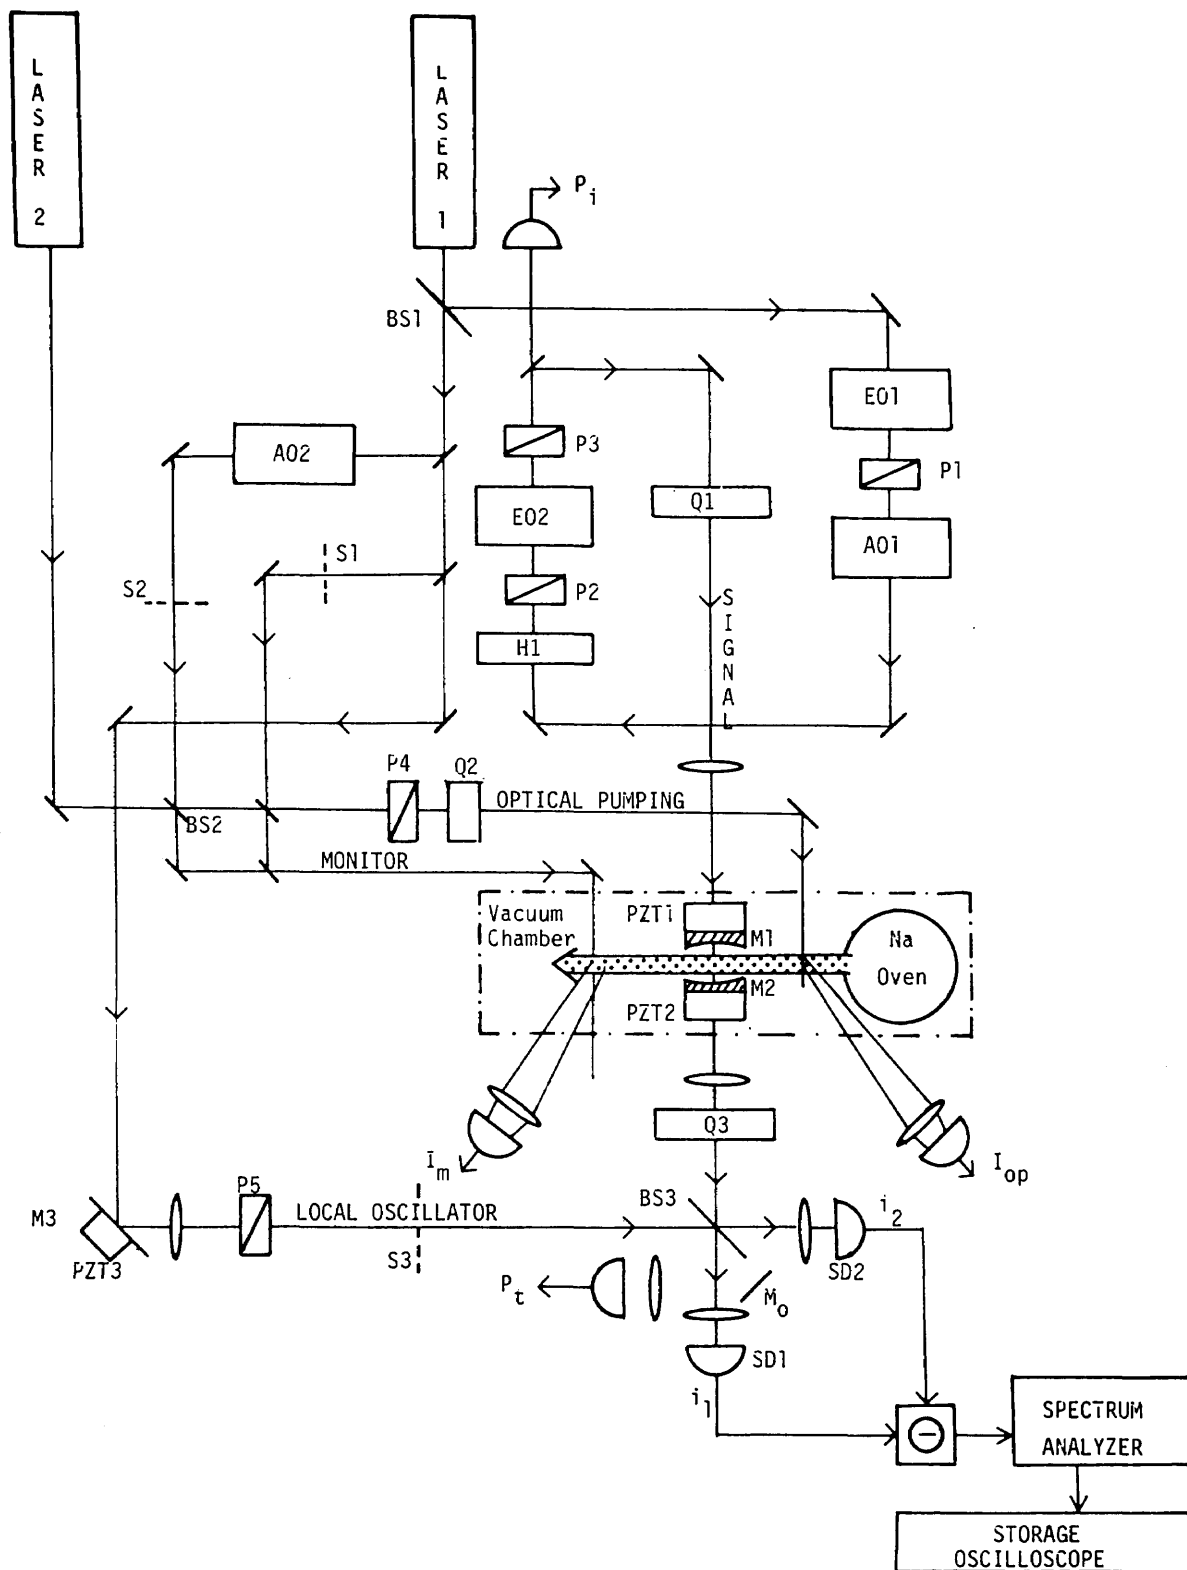 LASER 2
LASER 1
P_i
BS1
EO1
AO2
P3
P1
EO2
Q1
AO1
S1
S2
P2
SIGNAL
H1
P4
Q2
OPTICAL PUMPING
BS2
MONITOR
Vacuum
Chamber
PZT1
M1
Na
Oven
M2
PZT2
Q3
I_m
I_op
P5
BS3
M3
LOCAL OSCILLATOR
i_2
PZT3
S3
SD2
P_t
M_o
SD1
i_1
SPECTRUM
ANALYZER
STORAGE
OSCILLOSCOPE